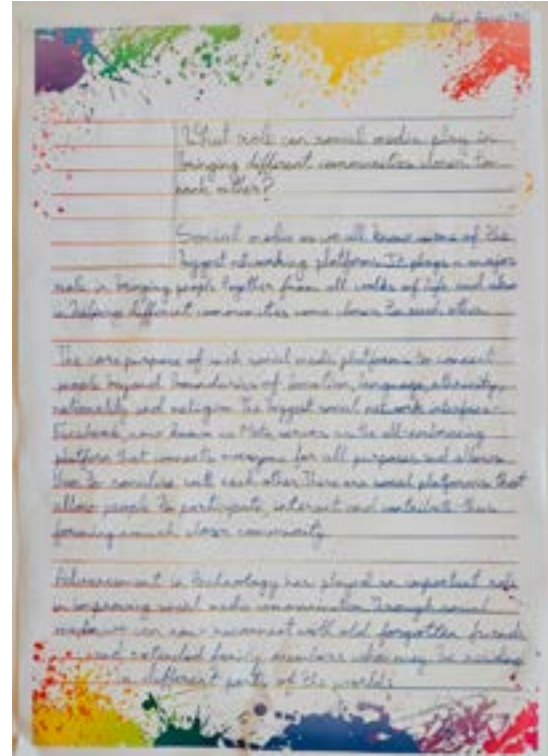 What role can social media play in
bringing different communities closer to
each other?
Social media as we all know is one of the
biggest networking platforms. It plays a major
role in bringing people together from all walks of life and also
in helping different communities come closer to each other.
The core purpose of such social media platforms to connect
people beyond boundaries of location, language, ethnicity,
nationality and religion. The biggest social network interface-
Facebook, now known as Meta serves as the all-embracing
platform that connects everyone for all purposes and allows
them to socialise with each other. There are social platforms that
allow people to participate, interact and contribute thus
forming a much closer community.
Advancement in Technology has played an important role
in improving social media communication. Through social
media we can now reconnect with old forgotten friends
and extended family members who may be residing
in different parts of the world;